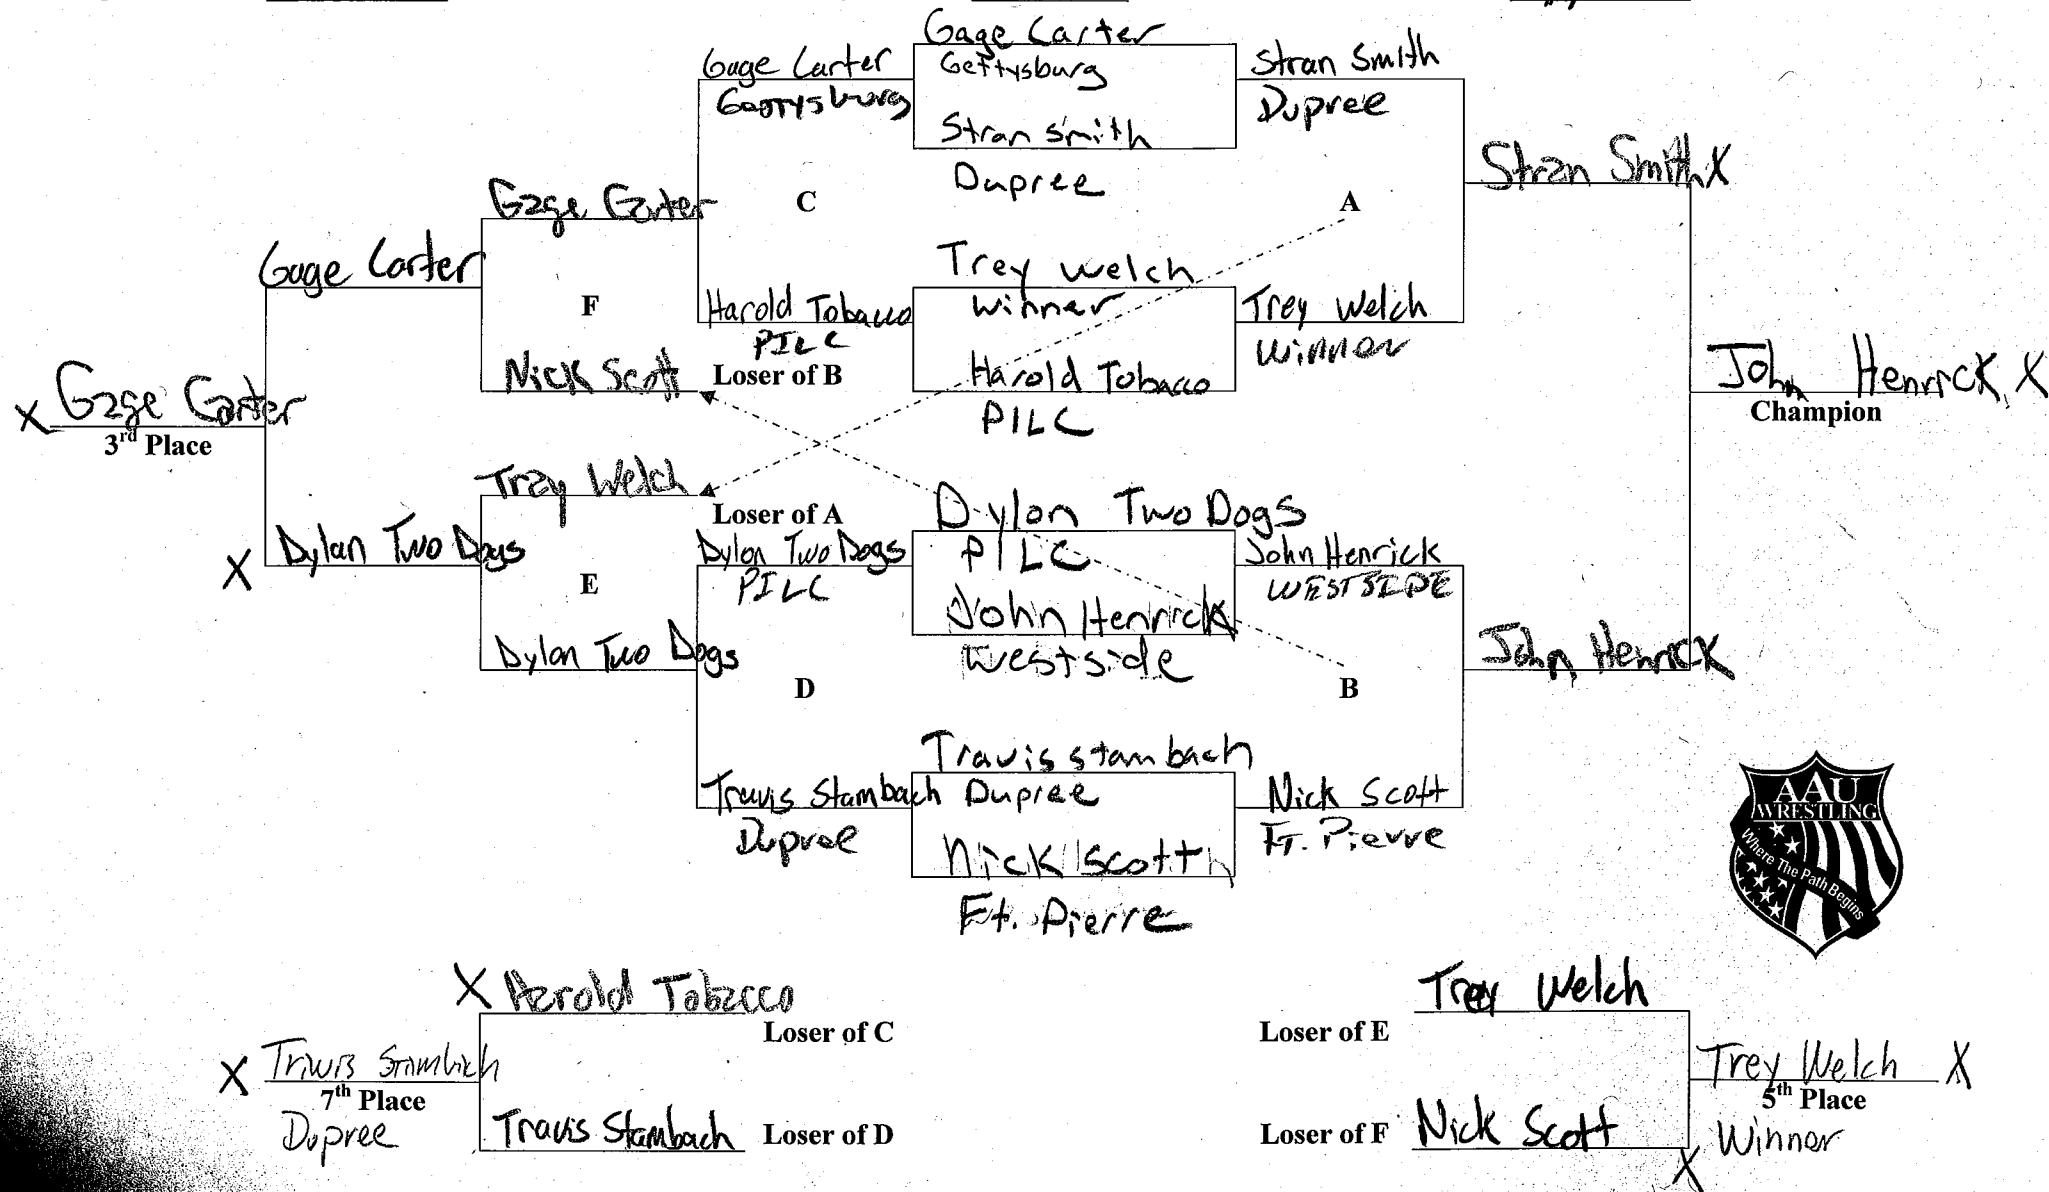 Gage Carter
Gage Carter
Stran Smith
Gettysburg
Gettysburg
Dupree
Stran Smith
Stran Smith X
Dupree
Gage Carter
C
A
Gage Carter
Trey Welch
F
Harold Tobacco
Winner
Trey Welch
PILC
Winner
Nick Scott
Loser of B
Harold Tobacco
John Henrick X
X Gage Carter
PILC
Champion
3rd Place
Trey Welch
Loser of A
Dylon Two Dogs
X Dylan Two Dogs
Dylon Two Dogs
PILC
John Henrick
E
PILC
WESTSIDE
John Henrick
Dylan Two Dogs
Westside
John Henrick
D
B
Travis Stambach
Travis Stambach
Dupree
Nick Scott
Dupree
Nick Scott
Ft. Pierre
Ft. Pierre
AAU
WRESTLING
Where The Path Begins
X Harold Tobacco
Loser of C
Trey Welch
Loser of E
X Travis Stambach
7th Place
Dupree
Travis Stambach
Loser of D
Trey Welch X
5th Place
Winner
Loser of F
Nick Scott
X